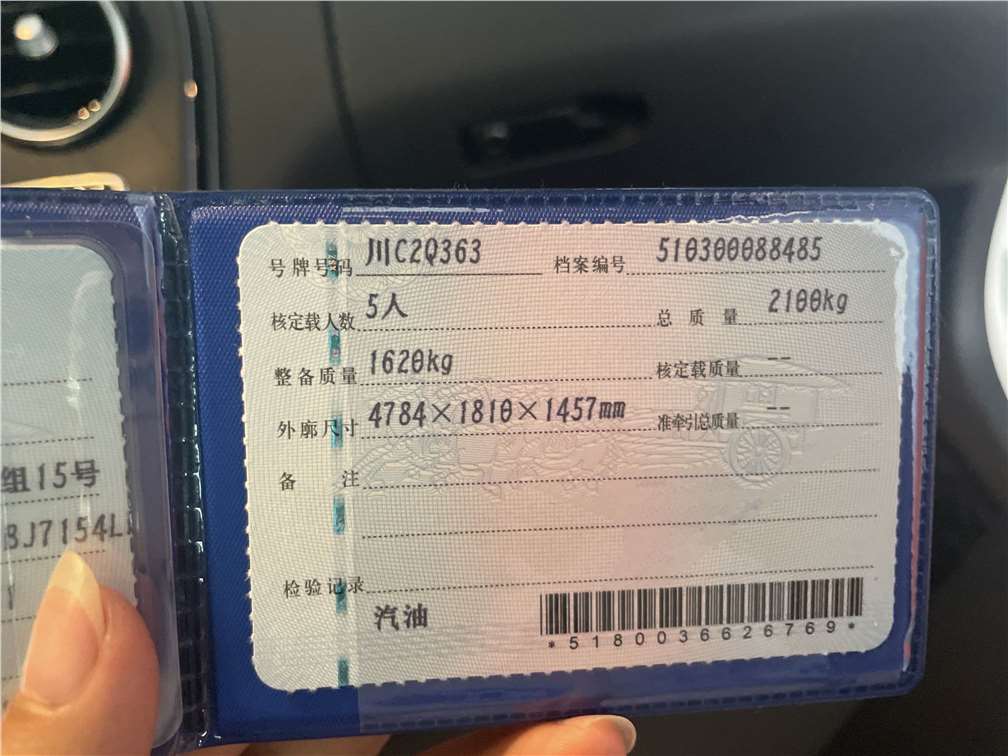 组15号
BJ7154L
号牌号码 川C2Q363 档案编号 510300088485
核定载人数 5人 总质量 2100kg
整备质量 1620kg 核定载质量 --
外廓尺寸 4784×1810×1457mm 准牵引总质量 --
备注
检验记录
汽油
*5180036626769*